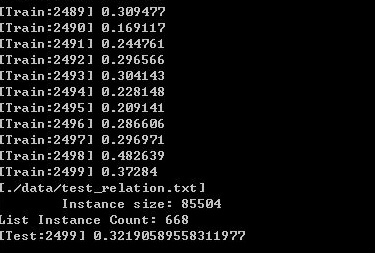 [Train:2489] 0.309477
[Train:2490] 0.169117
[Train:2491] 0.244761
[Train:2492] 0.296566
[Train:2493] 0.304143
[Train:2494] 0.228148
[Train:2495] 0.209141
[Train:2496] 0.286606
[Train:2497] 0.296971
[Train:2498] 0.482639
[Train:2499] 0.37284
[./data/test_relation.txt]
Instance size: 85504
List Instance Count: 668
[Test:2499] 0.32190589558311977